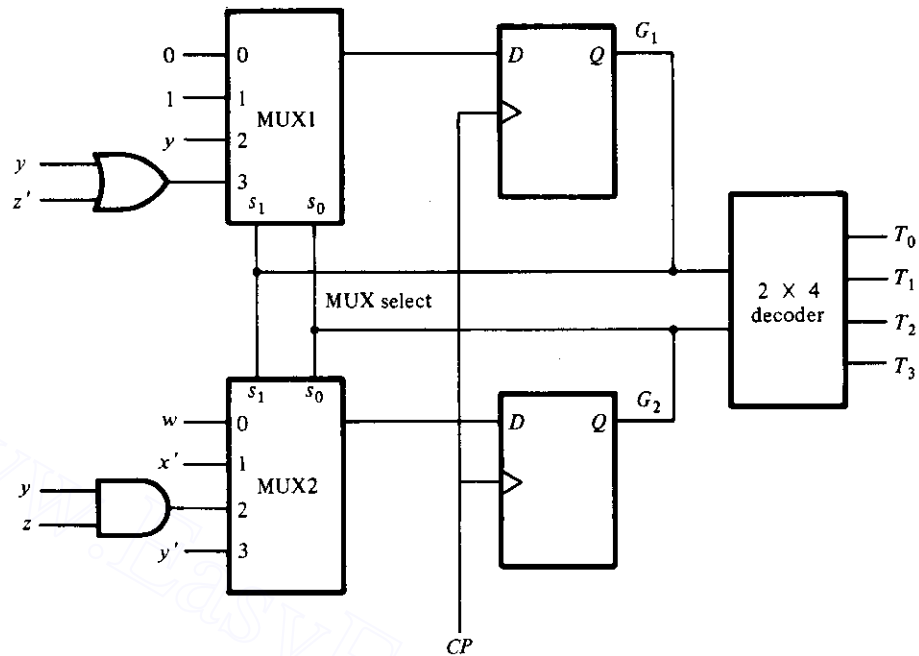 G1
0
0
D
Q
1
1
MUX1
y
2
y
z'
3
s1
s0
MUX select
2 X 4
decoder
T0
T1
T2
T3
s1
s0
G2
w
0
D
Q
x'
1
MUX2
y
z
2
y'
3
CP